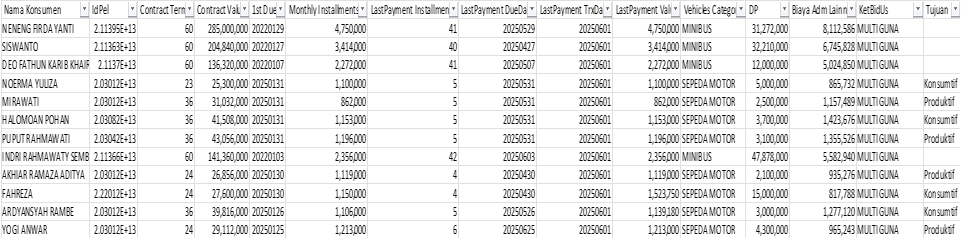 Nama Konsumen IdPel Contract Term Contract Valu 1st Due Monthly Installments LastPayment Installmen LastPayment DueDa LastPayment TrxDa LastPayment Valu Vehicles Catego DP Biaya Adm Lainn KetBidUs Tujuan
NENENG FIRDAYANTI 2.11395E+13 60 285,000,000 20220129 4,750,000 41 20250529 20250601 4,750,000 MINIBUS 31,272,000 8,112,586 MULTIGUNA
SISWANTO 2.11363E+13 60 204,840,000 20220127 3,414,000 40 20250427 20250601 3,414,000 MINIBUS 32,210,000 6,745,828 MULTIGUNA
DEO FATHUN KARIB KHAIR 2.1137E+13 60 136,320,000 20220107 2,272,000 41 20250507 20250601 2,272,000 MINIBUS 12,000,000 5,024,850 MULTIGUNA
NOERMA YULIZA 2.03012E+13 23 25,300,000 20250131 1,100,000 5 20250531 20250601 1,100,000 SEPEDA MOTOR 5,000,000 865,732 MULTIGUNA Konsumtif
MIRAWATI 2.03012E+13 36 31,032,000 20250131 862,000 5 20250531 20250601 862,000 SEPEDA MOTOR 2,500,000 1,157,489 MULTIGUNA Produktif
HALOMOAN POHAN 2.03082E+13 36 41,508,000 20250131 1,153,000 5 20250531 20250601 1,153,000 SEPEDA MOTOR 3,700,000 1,423,676 MULTIGUNA Konsumtif
PUPUT RAHMAWATI 2.03042E+13 36 43,056,000 20250131 1,196,000 5 20250531 20250601 1,196,000 SEPEDA MOTOR 3,100,000 1,355,526 MULTIGUNA Produktif
INDRI RAHMAWATY SEMB 2.11366E+13 60 141,360,000 20220103 2,356,000 42 20250603 20250601 2,356,000 MINIBUS 47,878,000 5,582,940 MULTIGUNA
AKHIAR RAMAZA ADITYA 2.03012E+13 24 26,856,000 20250130 1,119,000 4 20250430 20250601 1,119,000 SEPEDA MOTOR 2,100,000 935,276 MULTIGUNA Produktif
FAHREZA 2.22012E+13 24 27,600,000 20250130 1,150,000 4 20250430 20250601 1,523,750 SEPEDA MOTOR 15,000,000 817,788 MULTIGUNA Konsumtif
ARDYANSYAH RAMBE 2.03012E+13 36 39,816,000 20250126 1,106,000 5 20250526 20250601 1,139,180 SEPEDA MOTOR 3,000,000 1,277,120 MULTIGUNA Konsumtif
YOGI ANWAR 2.03012E+13 24 29,112,000 20250125 1,213,000 6 20250625 20250601 1,213,000 SEPEDA MOTOR 4,300,000 965,243 MULTIGUNA Produktif